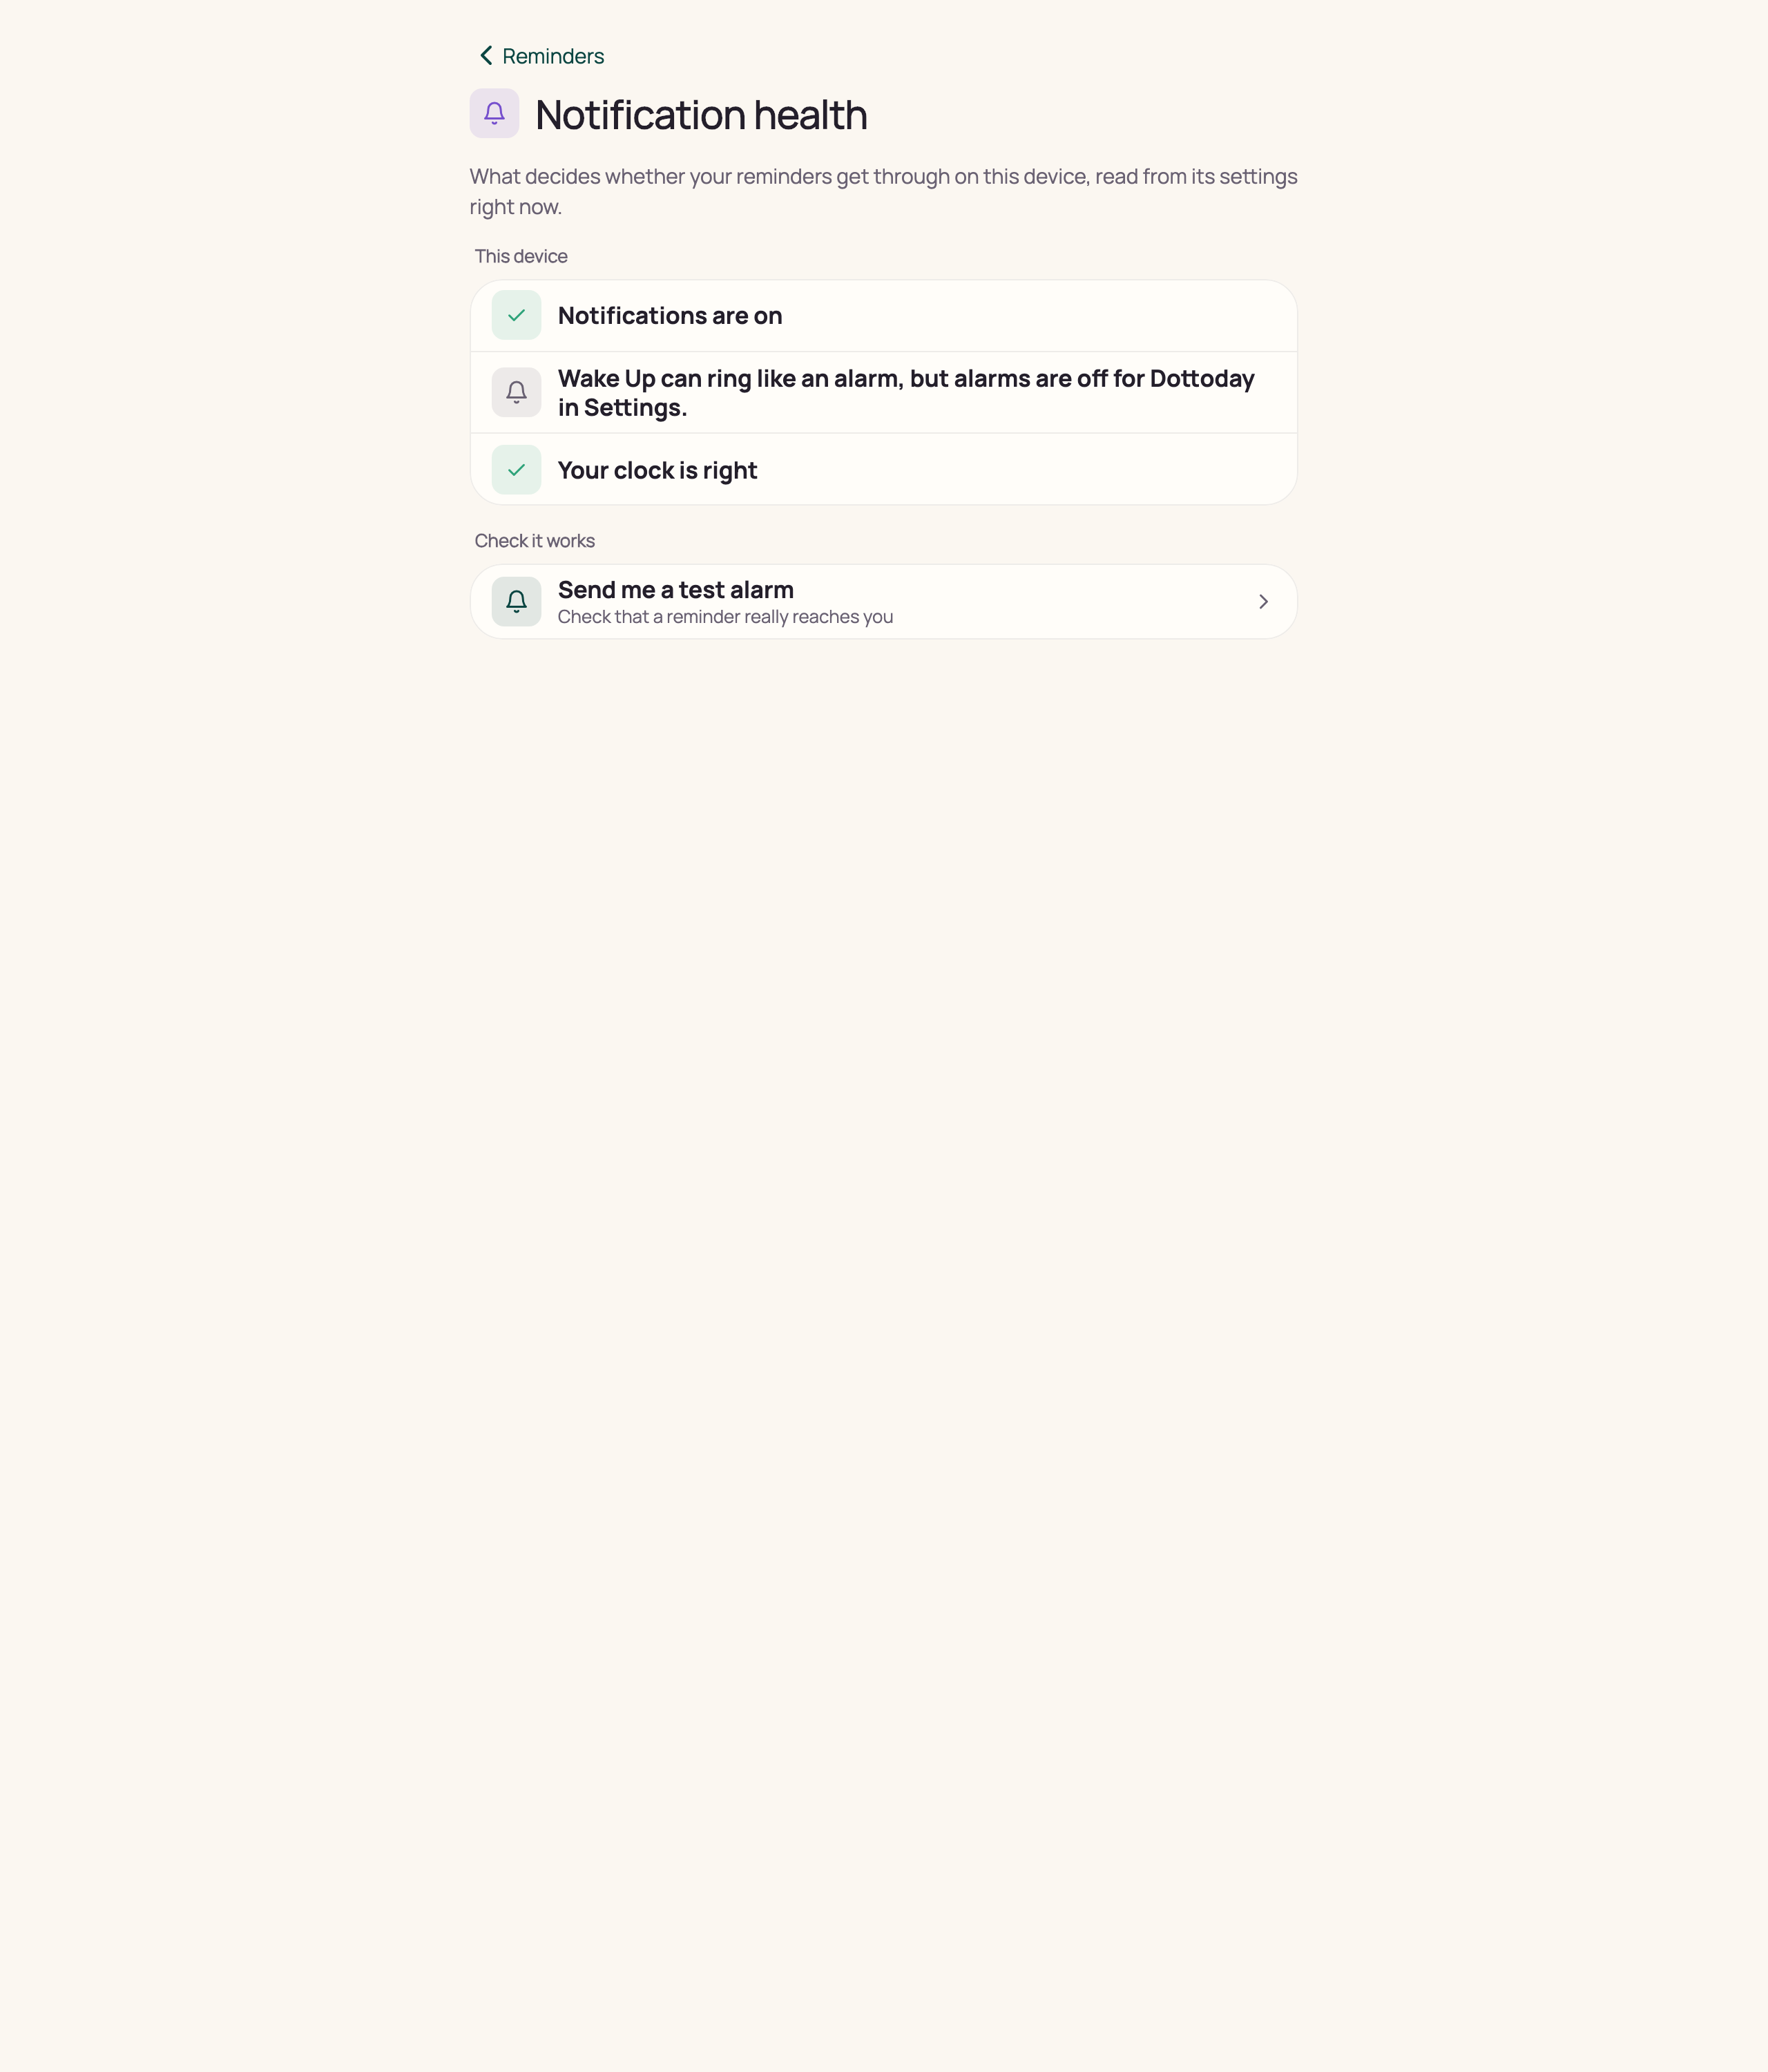 Reminders
Notification health
What decides whether your reminders get through on this device, read from its settings
right now.
This device
Notifications are on
Wake Up can ring like an alarm, but alarms are off for Dottoday
in Settings.
Your clock is right
Check it works
Send me a test alarm
Check that a reminder really reaches you